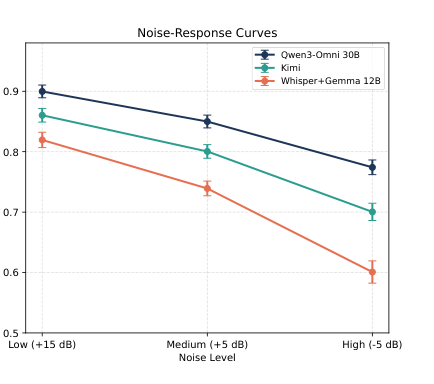 Noise-Response Curves
Qwen3-Omni 30B
Kimi
Whisper+Gemma 12B
0.9
0.8
0.7
0.6
0.5
Low (+15 dB) Medium (+5 dB) High (-5 dB)
Noise Level